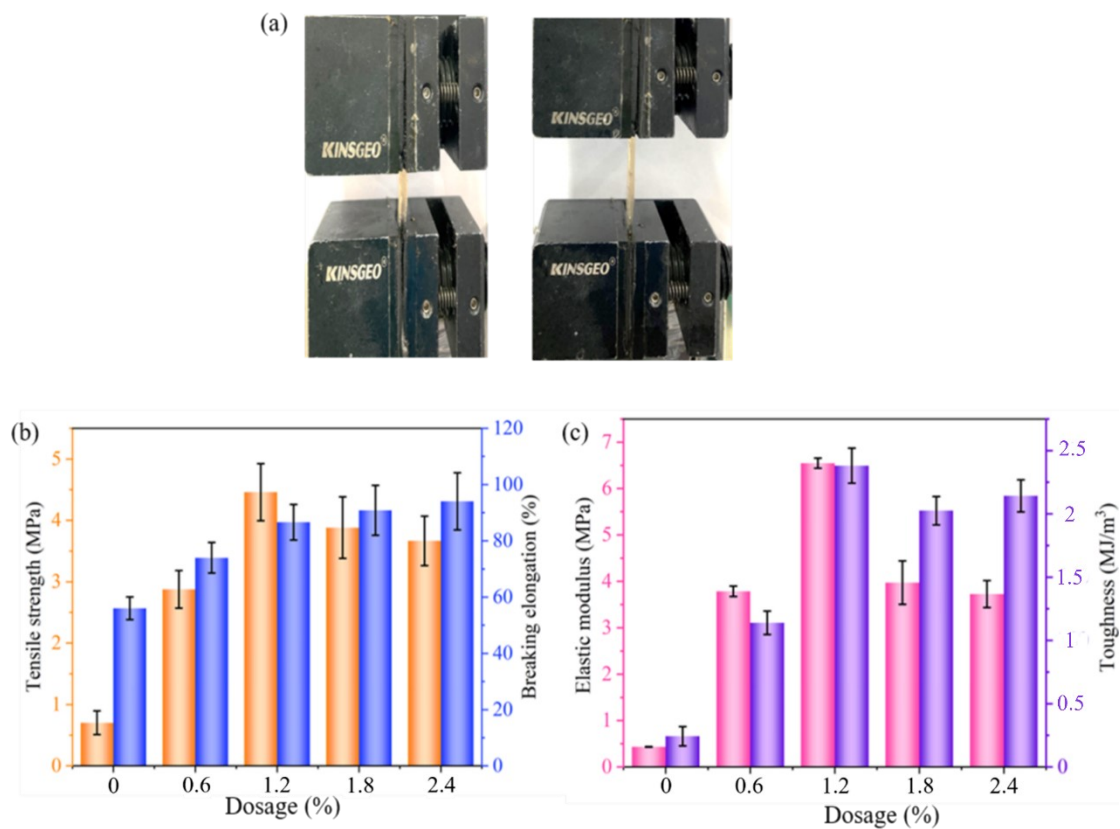 (a)
KINSGEO®
KINSGEO®
KINSGEO®
KINSGEO®
(b)
Tensile strength (MPa)
5
4
3
2
1
0
120
100
80
60
40
20
0
Breaking elongation (%)
0 0.6 1.2 1.8 2.4
Dosage (%)
(c)
Elastic modulus (MPa)
7
6
5
4
3
2
1
0
2.5
2
1.5
1
0.5
0
Toughness (MJ/m³)
0 0.6 1.2 1.8 2.4
Dosage (%)